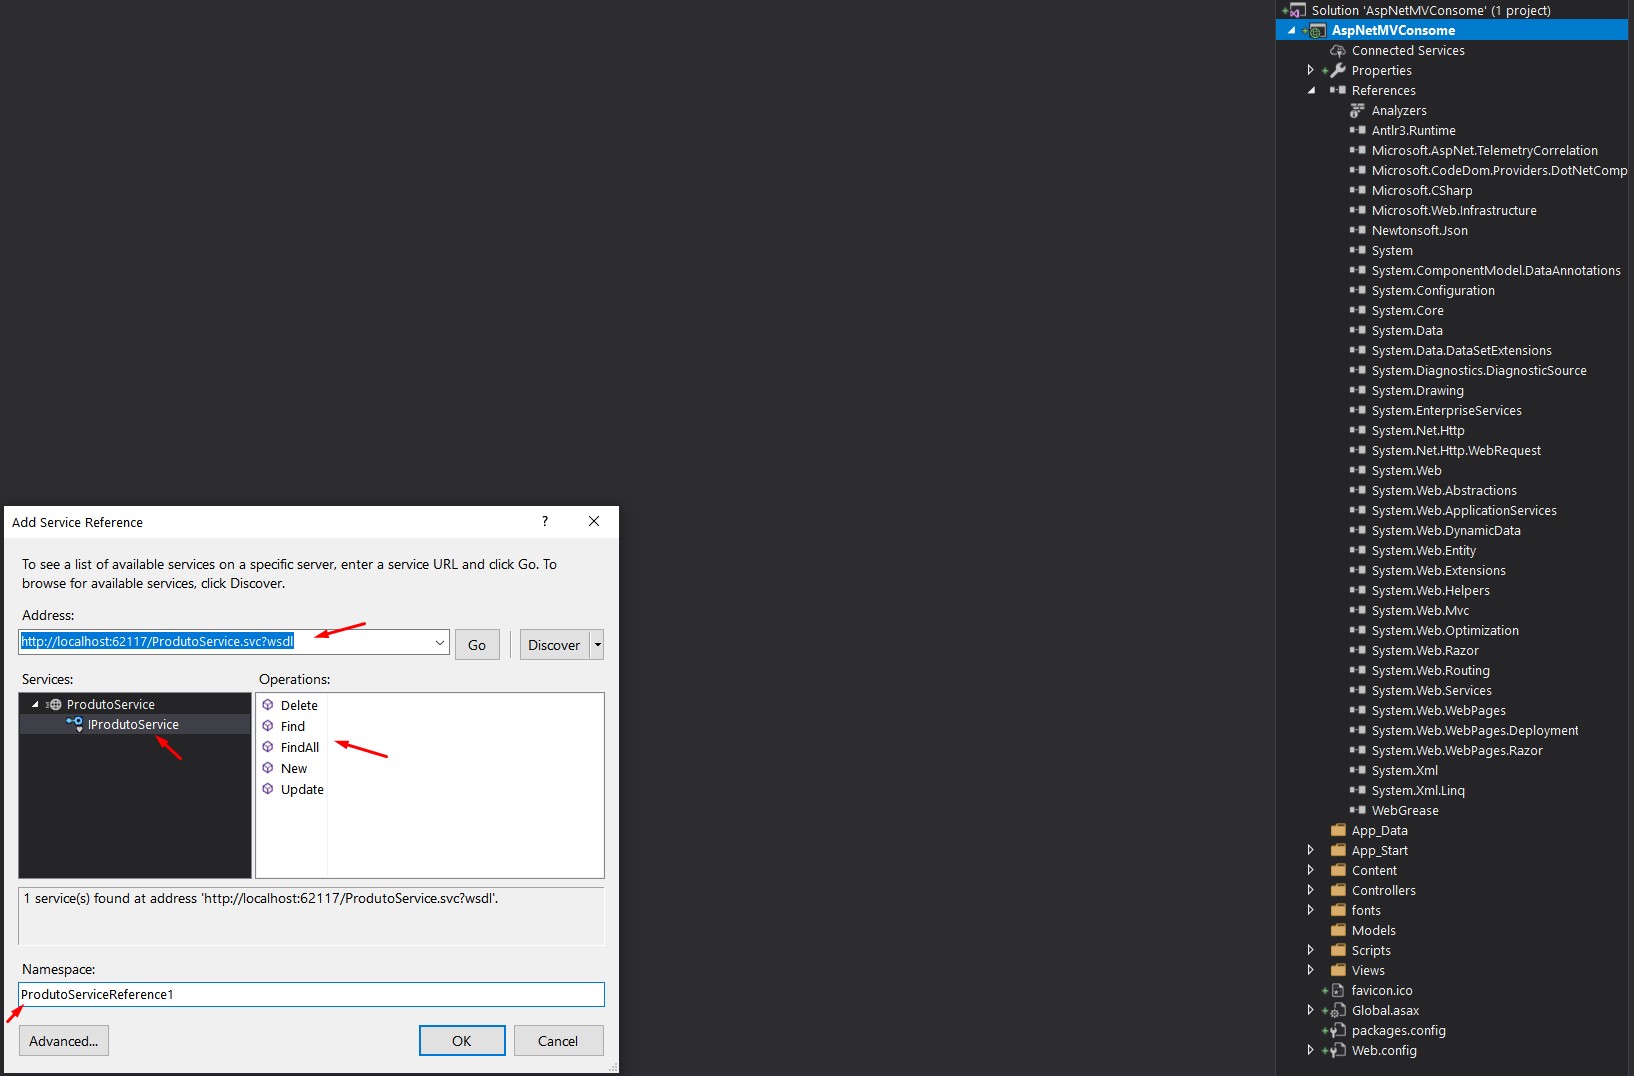 Solution 'AspNetMVConsome' (1 project)
AspNetMVConsome
Connected Services
Properties
References
Analyzers
Antlr3.Runtime
Microsoft.AspNet.TelemetryCorrelation
Microsoft.CodeDom.Providers.DotNetComp
Microsoft.CSharp
Microsoft.Web.Infrastructure
Newtonsoft.Json
System
System.ComponentModel.DataAnnotations
System.Configuration
System.Core
System.Data
System.Data.DataSetExtensions
System.Diagnostics.DiagnosticSource
System.Drawing
System.EnterpriseServices
System.Net.Http
System.Net.Http.WebRequest
System.Web
System.Web.Abstractions
System.Web.ApplicationServices
System.Web.DynamicData
System.Web.Entity
System.Web.Extensions
System.Web.Helpers
System.Web.Mvc
System.Web.Optimization
System.Web.Razor
System.Web.Routing
System.Web.Services
System.Web.WebPages
System.Web.WebPages.Deployment
System.Web.WebPages.Razor
System.Xml
System.Xml.Linq
WebGrease
App_Data
App_Start
Content
Controllers
fonts
Models
Scripts
Views
favicon.ico
Global.asax
packages.config
Web.config
Add Service Reference ?
To see a list of available services on a specific server, enter a service URL and click Go. To
browse for available services, click Discover.
Address:
http://localhost:62117/ProdutoService.svc?wsdl
Go
Discover
Services:
Operations:
ProdutoService
IProdutoService
Delete
Find
FindAll
New
Update
1 service(s) found at address 'http://localhost:62117/ProdutoService.svc?wsdl'.
Namespace:
ProdutoServiceReference1
Advanced...
OK
Cancel